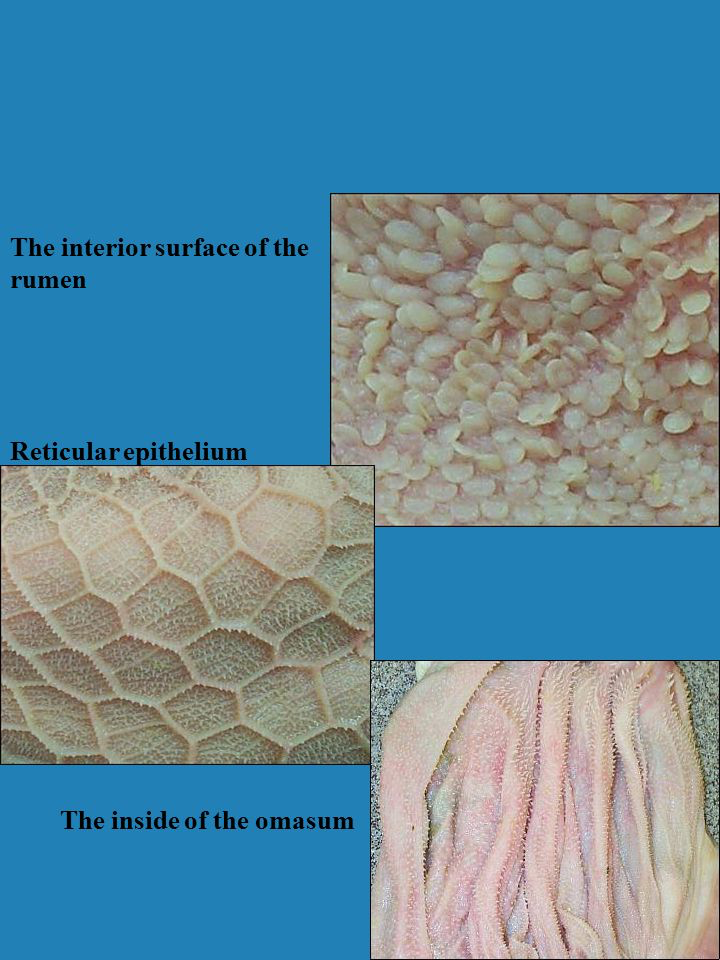 The interior surface of the
rumen
Reticular epithelium
The inside of the omasum